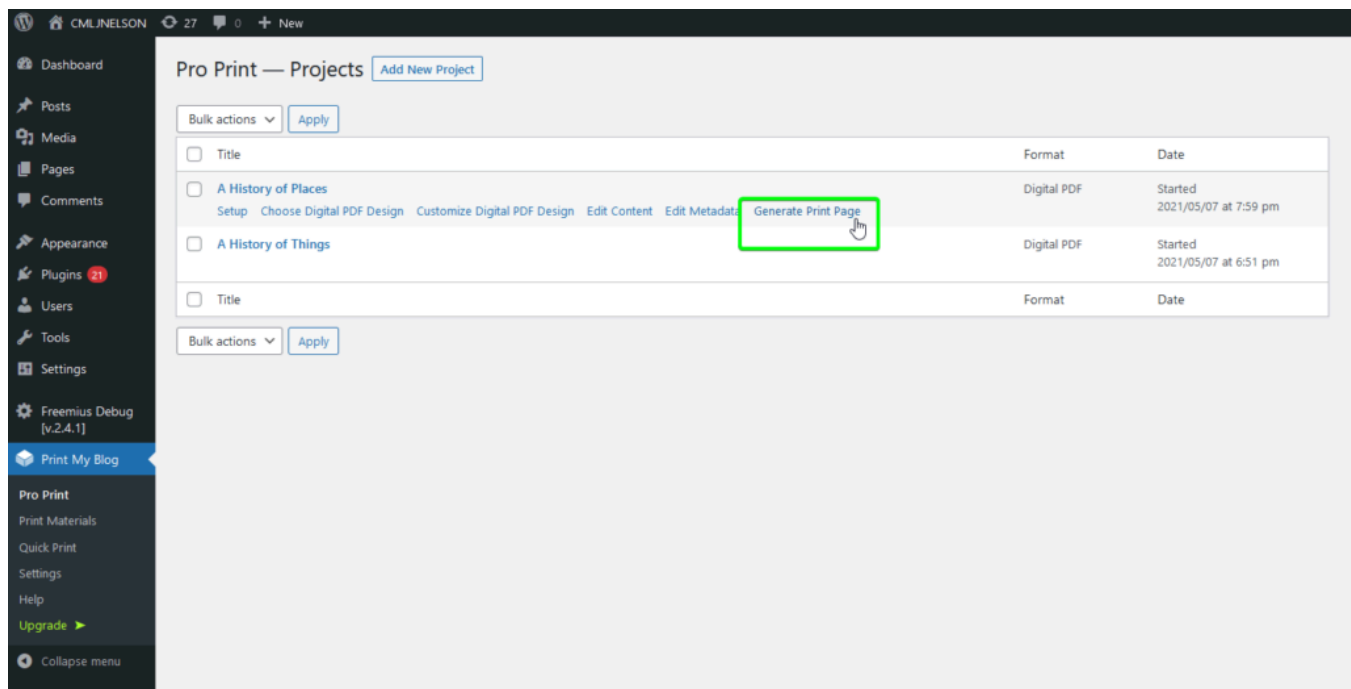 CMLJNELSON 27 0 + New
Dashboard
Posts
Media
Pages
Comments
Appearance
Plugins 21
Users
Tools
Settings
Freemius Debug
[v.2.4.1]
Print My Blog
Pro Print
Print Materials
Quick Print
Settings
Help
Upgrade ➤
Collapse menu
Pro Print — Projects Add New Project
Bulk actions Apply
Title Format Date
A History of Places Digital PDF Started
2021/05/07 at 7:59 pm
Setup Choose Digital PDF Design Customize Digital PDF Design Edit Content Edit Metadata Generate Print Page
A History of Things Digital PDF Started
2021/05/07 at 6:51 pm
Title Format Date
Bulk actions Apply